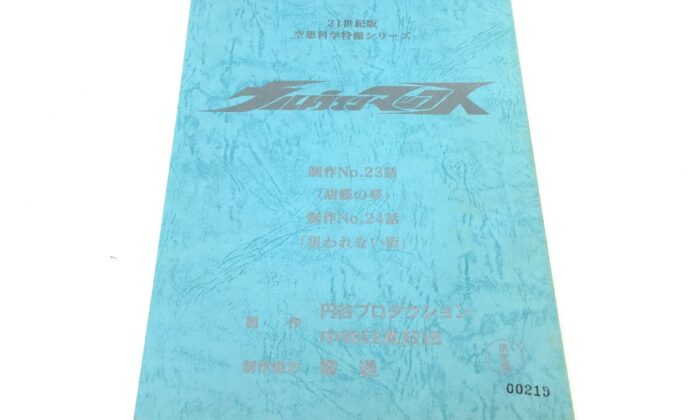 21世紀版
空想科学特撮シリーズ
ウルトラマンマックス
制作No.23話
「胡蝶の夢」
制作No.24話
「狙われない街」
製 作 円谷プロダクション
中部日本放送
制作協力 電 通
00219